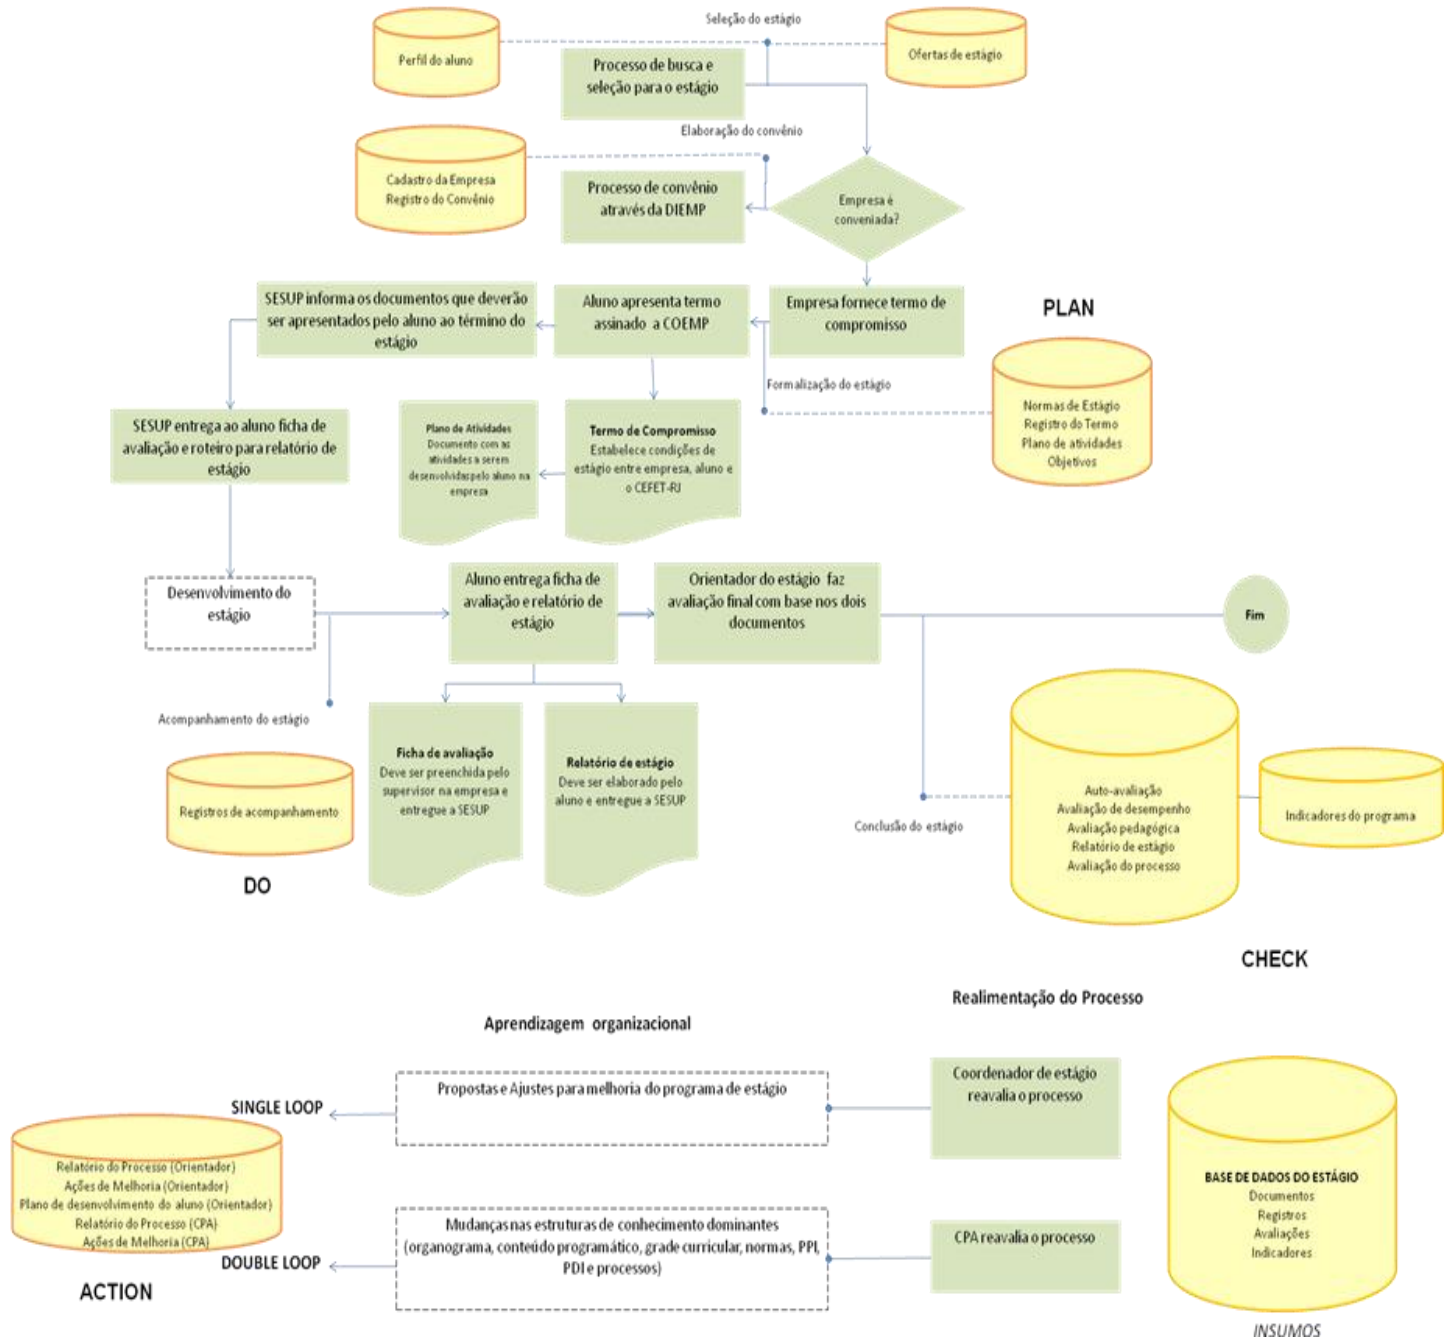 Seleção do estágio
Perfil do aluno
Ofertas de estágio
Processo de busca e
seleção para o estágio
Elaboração do convênio
Cadastro da Empresa
Registro do Convênio
Processo de convênio
através da DIEMP
Empresa é
conveniada?
SESUP informa os documentos que deverão
ser apresentados pelo aluno ao término do
estágio
Aluno apresenta termo
assinado a COEMP
Empresa fornece termo de
compromisso
PLAN
Formalização do estágio
Normas de Estágio
Registro do Termo
Plano de atividades
Objetivos
SESUP entrega ao aluno ficha de
avaliação e roteiro para relatório de
estágio
Plano de Atividades
Documento com as
atividades a serem
desenvolvidas pelo aluno na
empresa
Termo de Compromisso
Estabelece condições de
estágio entre empresa, aluno e
o CEFET-RJ
Desenvolvimento do
estágio
Aluno entrega ficha de
avaliação e relatório de
estágio
Orientador do estágio faz
avaliação final com base nos dois
documentos
Fim
Acompanhamento do estágio
Registros de acompanhamento
DO
Ficha de avaliação
Deve ser preenchida pelo
supervisor na empresa e
entregue a SESUP
Relatório de estágio
Deve ser elaborado pelo
aluno e entregue a SESUP
Conclusão do estágio
Auto-avaliação
Avaliação de desempenho
Avaliação pedagógica
Relatório de estágio
Avaliação do processo
Indicadores do programa
CHECK
Realimentação do Processo
Aprendizagem organizacional
Propostas e Ajustes para melhoria do programa de estágio
Coordenador de estágio
reavalia o processo
SINGLE LOOP
Relatório do Processo (Orientador)
Ações de Melhoria (Orientador)
Plano de desenvolvimento do aluno (Orientador)
Relatório do Processo (CPA)
Ações de Melhoria (CPA)
DOUBLE LOOP
ACTION
Mudanças nas estruturas de conhecimento dominantes
(organograma, conteúdo programático, grade curricular, normas, PPI,
PDI e processos)
CPA reavalia o processo
BASE DE DADOS DO ESTÁGIO
Documentos
Registros
Avaliações
Indicadores
INSUMOS